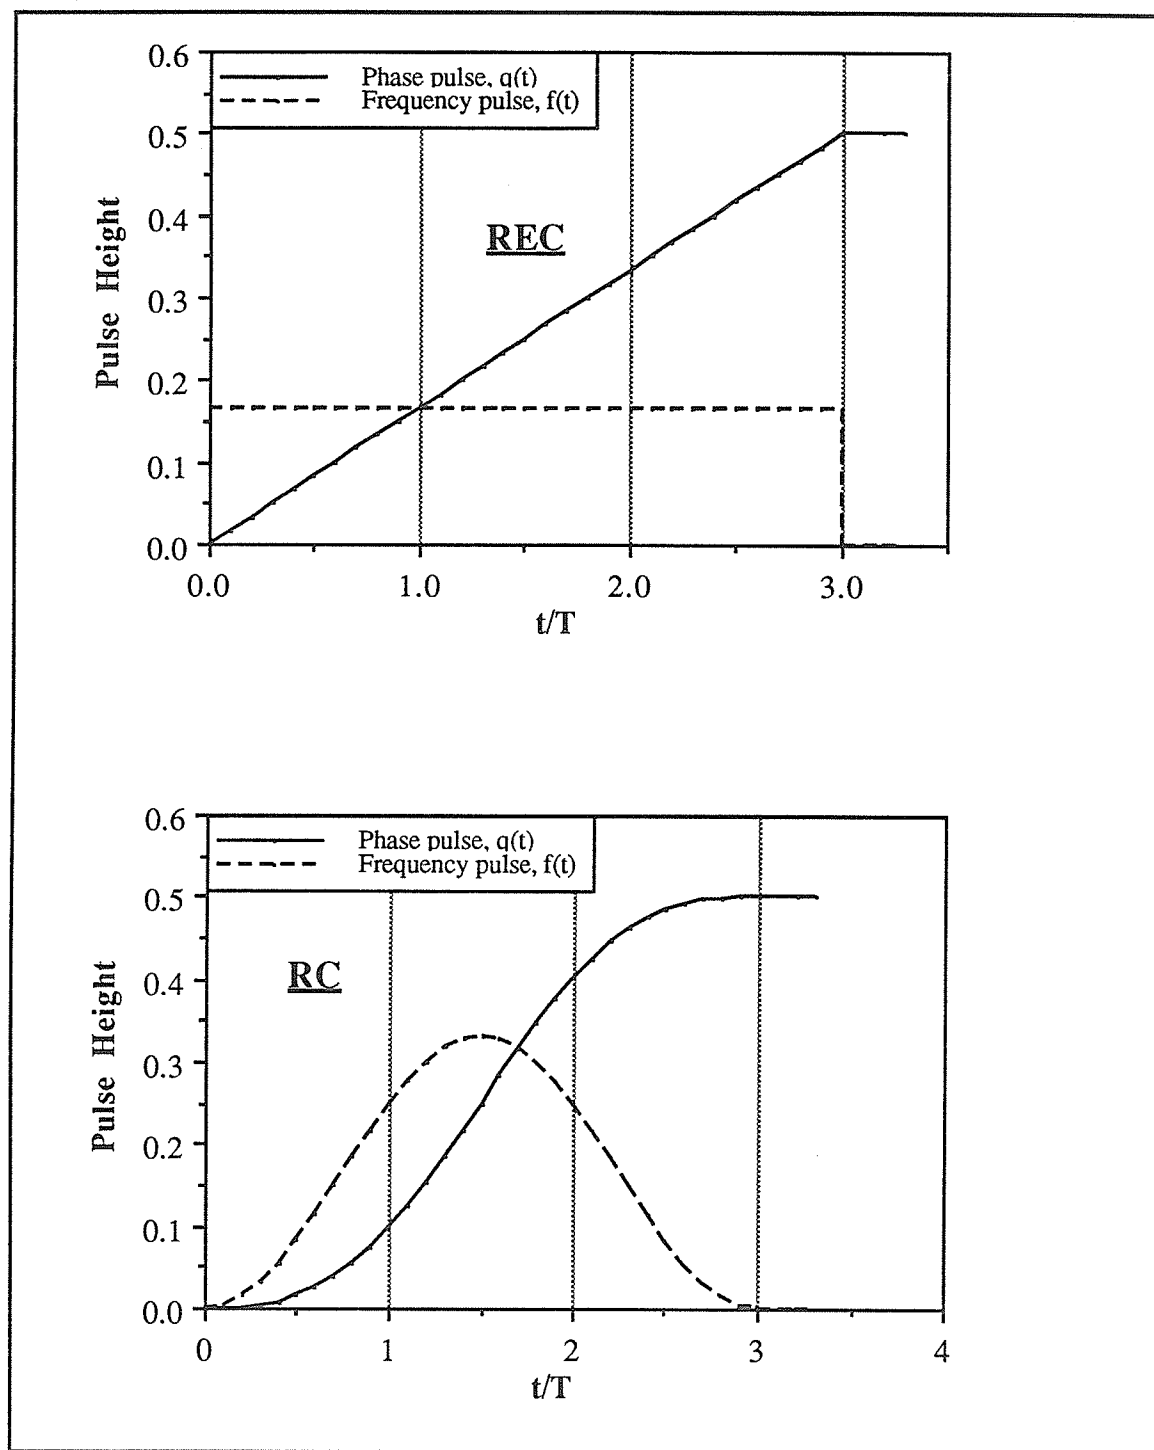 0.6
Phase pulse, q(t)
Frequency pulse, f(t)
0.5
0.4
REC
0.3
0.2
0.1
0.0
Pulse Height
0.0 1.0 2.0 3.0
t/T
0.6
Phase pulse, q(t)
Frequency pulse, f(t)
0.5
RC
0.4
0.3
0.2
0.1
0.0
Pulse Height
0 1 2 3 4
t/T